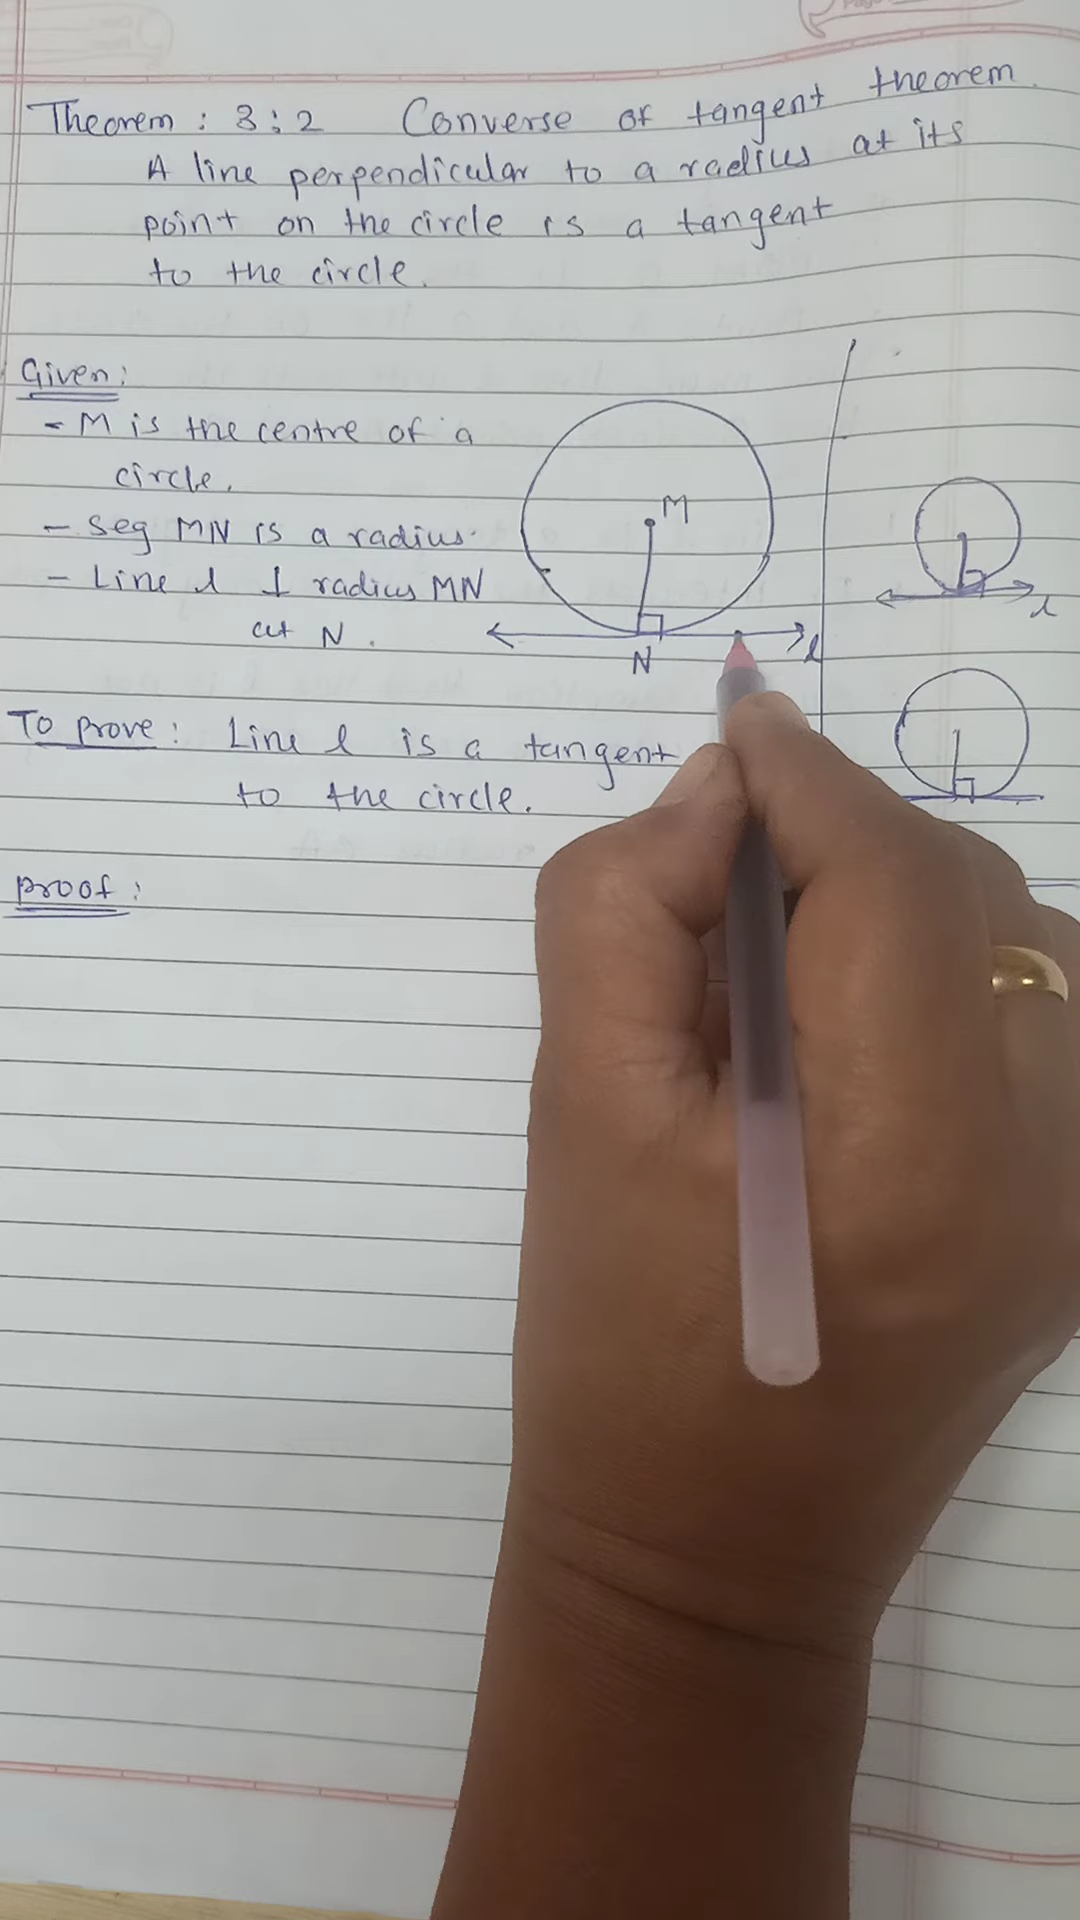 Theorem : 3:2 Converse of tangent theorem.
A line perpendicular to a radius at its
point on the circle is a tangent
to the circle.
Given:
- M is the centre of a
circle.
- seg MN is a radius.
- Line l ⊥ radius MN
at N.
M
N
l
l
To prove: Line l is a tangent
to the circle.
proof: